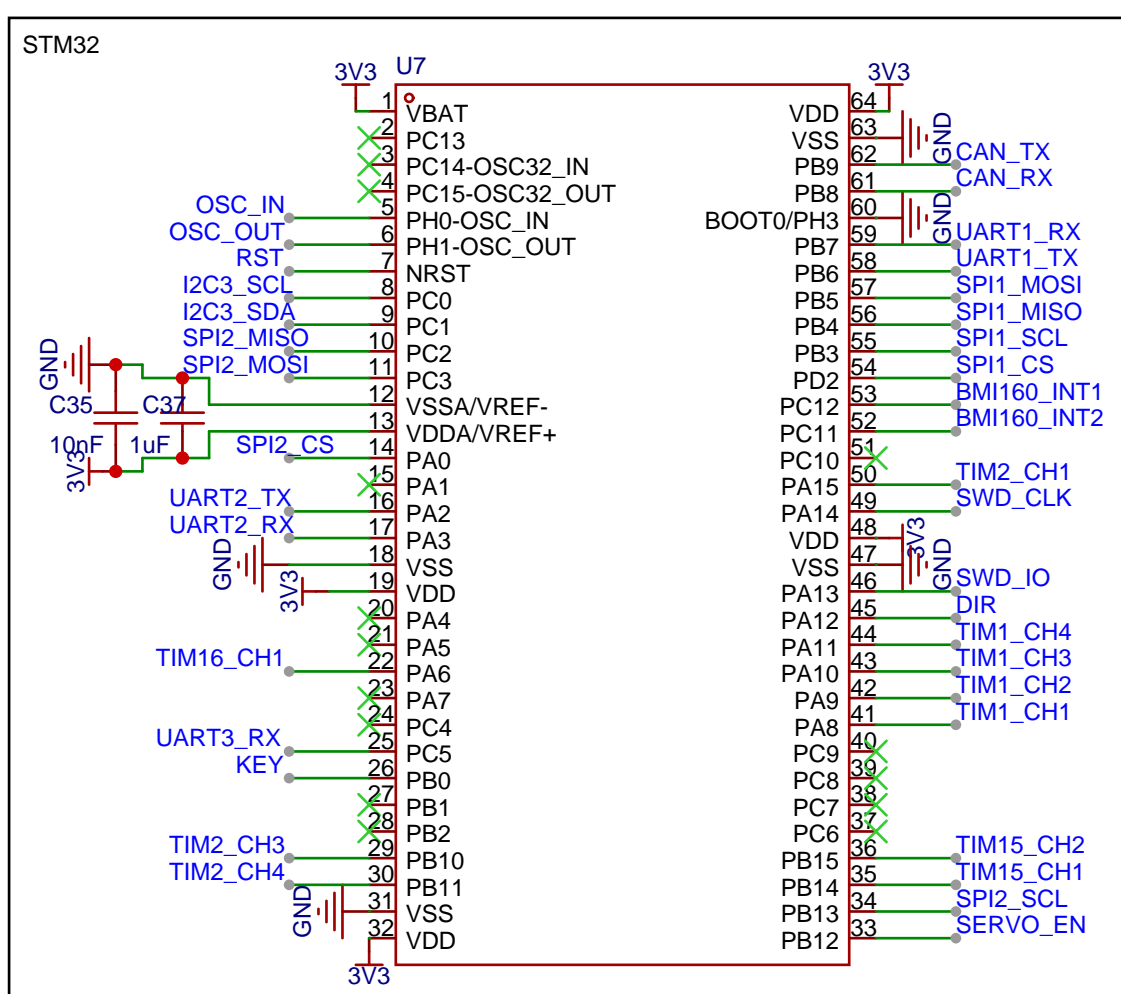 STM32
U7
3V3
3V3
1 VBAT
2 PC13
3 PC14-OSC32_IN
4 PC15-OSC32_OUT
OSC_IN 5 PH0-OSC_IN
OSC_OUT 6 PH1-OSC_OUT
RST 7 NRST
I2C3_SCL 8 PC0
I2C3_SDA 9 PC1
SPI2_MISO 10 PC2
SPI2_MOSI 11 PC3
GND
C35 C37
10nF 1uF
3V3
12 VSSA/VREF-
13 VDDA/VREF+
SPI2_CS 14 PA0
15 PA1
UART2_TX 16 PA2
UART2_RX 17 PA3
GND 18 VSS
3V3 19 VDD
20 PA4
21 PA5
TIM16_CH1 22 PA6
23 PA7
24 PC4
UART3_RX 25 PC5
KEY 26 PB0
27 PB1
28 PB2
TIM2_CH3 29 PB10
TIM2_CH4 30 PB11
GND 31 VSS
32 VDD
3V3
VDD 64
VSS 63 GND
PB9 62 CAN_TX
PB8 61 CAN_RX
BOOT0/PH3 60 GND
PB7 59 UART1_RX
PB6 58 UART1_TX
PB5 57 SPI1_MOSI
PB4 56 SPI1_MISO
PB3 55 SPI1_SCL
PD2 54 SPI1_CS
PC12 53 BMI160_INT1
PC11 52 BMI160_INT2
PC10 51
PA15 50 TIM2_CH1
PA14 49 SWD_CLK
VDD 48 3V3
VSS 47 GND
PA13 46 SWD_IO
PA12 45 DIR
PA11 44 TIM1_CH4
PA10 43 TIM1_CH3
PA9 42 TIM1_CH2
PA8 41 TIM1_CH1
PC9 40
PC8 39
PC7 38
PC6 37
PB15 36 TIM15_CH2
PB14 35 TIM15_CH1
PB13 34 SPI2_SCL
PB12 33 SERVO_EN